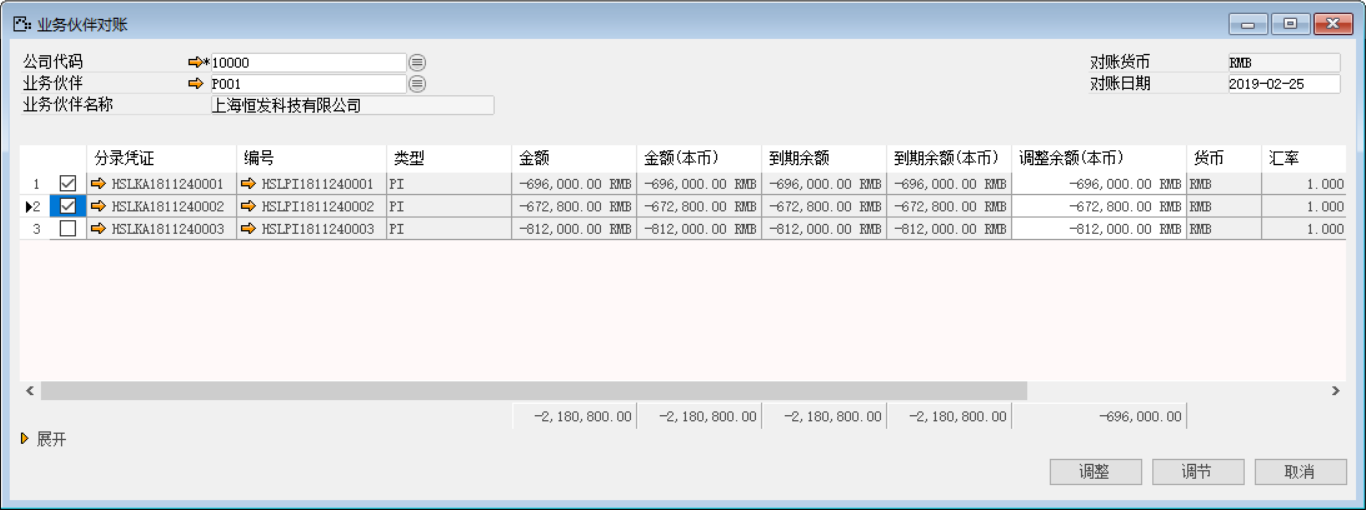 业务伙伴对账
公司代码 *10000 对账货币 RMB
业务伙伴 P001 对账日期 2019-02-25
业务伙伴名称 上海恒发科技有限公司
分录凭证 编号 类型 金额 金额(本币) 到期余额 到期余额(本币) 调整余额(本币) 货币 汇率
1 HSLKA1811240001 HSLPI1811240001 PI -696,000.00 RMB -696,000.00 RMB -696,000.00 RMB -696,000.00 RMB -696,000.00 RMB RMB 1.000
2 HSLKA1811240002 HSLPI1811240002 PI -672,800.00 RMB -672,800.00 RMB -672,800.00 RMB -672,800.00 RMB -672,800.00 RMB RMB 1.000
3 HSLKA1811240003 HSLPI1811240003 PI -812,000.00 RMB -812,000.00 RMB -812,000.00 RMB -812,000.00 RMB -812,000.00 RMB RMB 1.000
-2,180,800.00 -2,180,800.00 -2,180,800.00 -2,180,800.00 -696,000.00
展开
调整 调节 取消